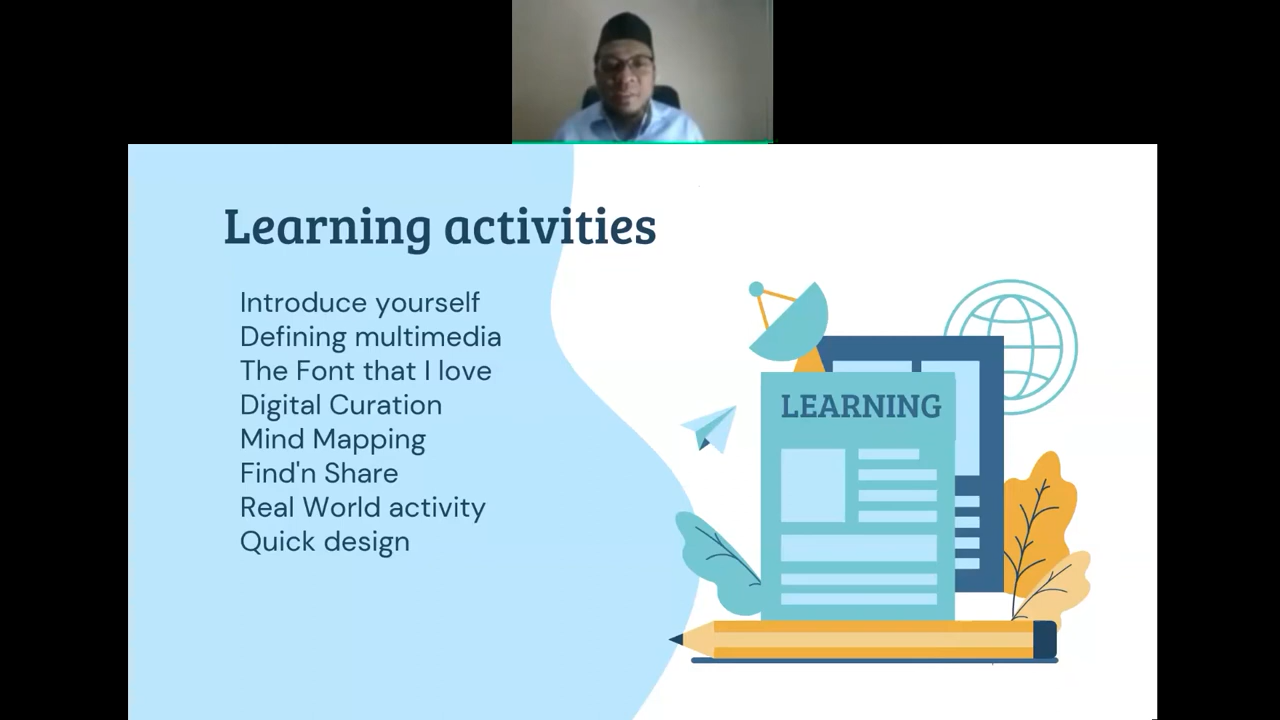 Learning activities
Introduce yourself
Defining multimedia
The Font that I love
Digital Curation
Mind Mapping
Find'n Share
Real World activity
Quick design
LEARNING